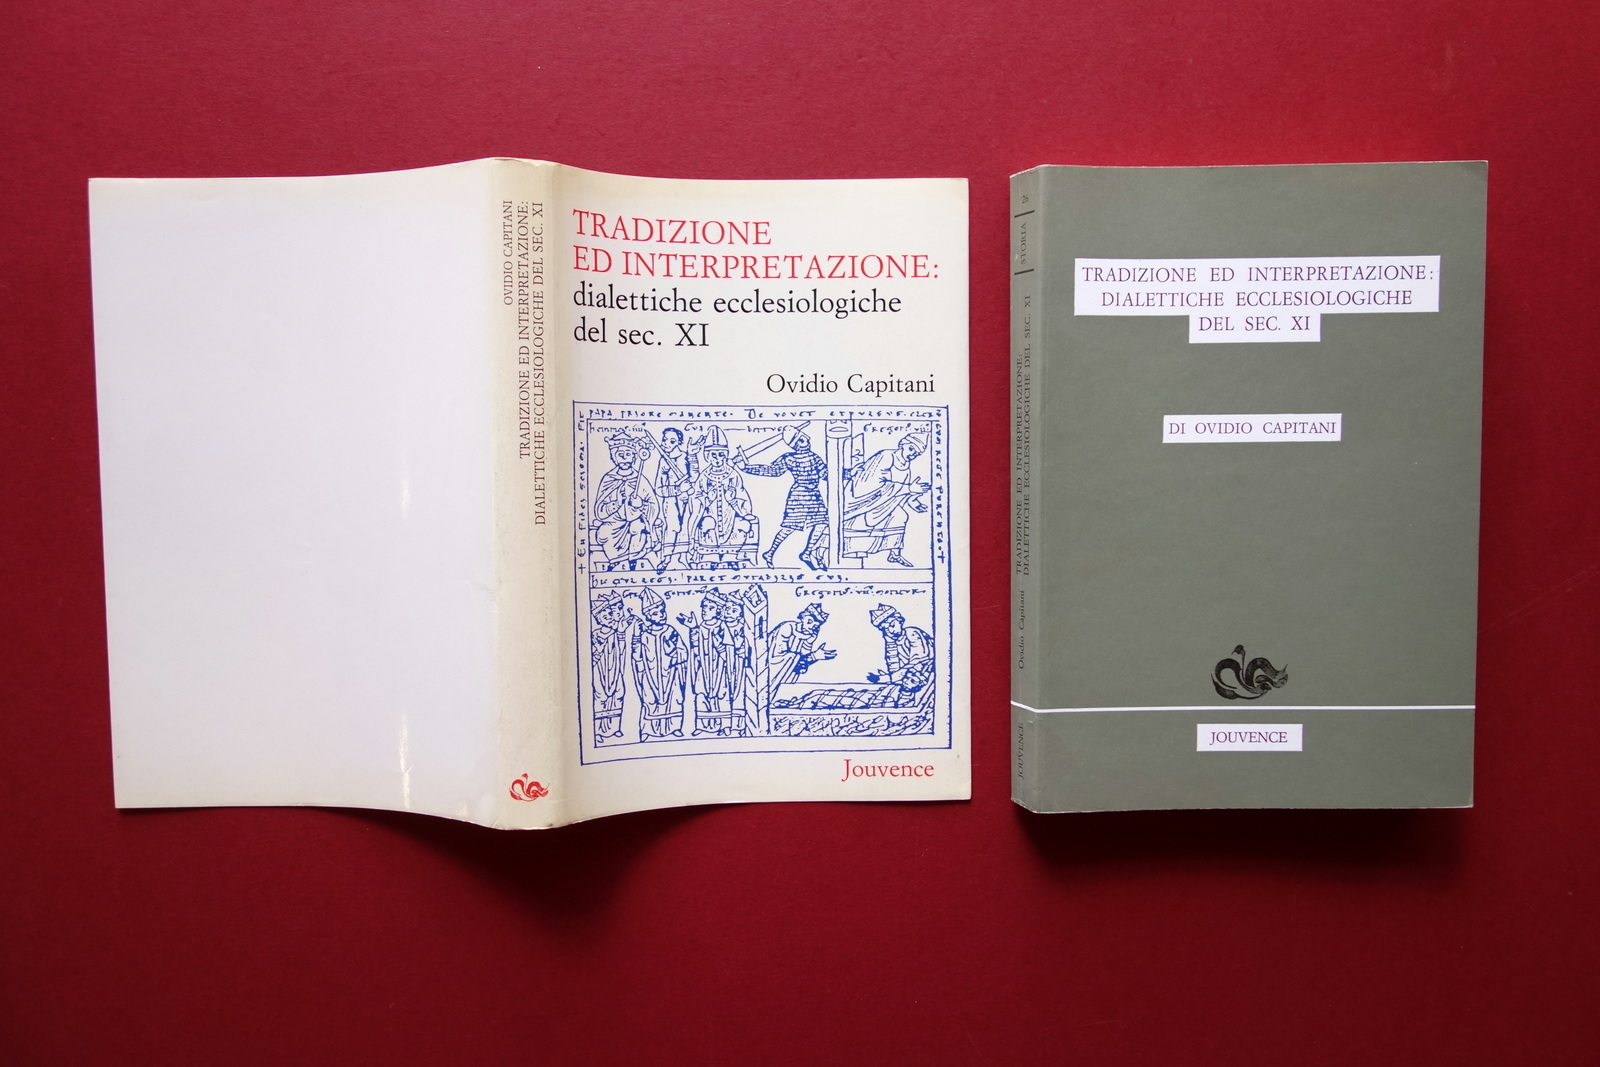 OVIDIO CAPITANI
TRADIZIONE ED INTERPRETAZIONE:
DIALETTICHE ECCLESIOLOGICHE DEL SEC. XI
TRADIZIONE
ED INTERPRETAZIONE:
dialettiche ecclesiologiche
del sec. XI
Ovidio Capitani
Jouvence
STORIA
TRADIZIONE ED INTERPRETAZIONE:
DIALETTICHE ECCLESIOLOGICHE DEL SEC. XI
Ovidio Capitani
JOUVENCE
TRADIZIONE ED INTERPRETAZIONE:
DIALETTICHE ECCLESIOLOGICHE
DEL SEC. XI
DI OVIDIO CAPITANI
JOUVENCE